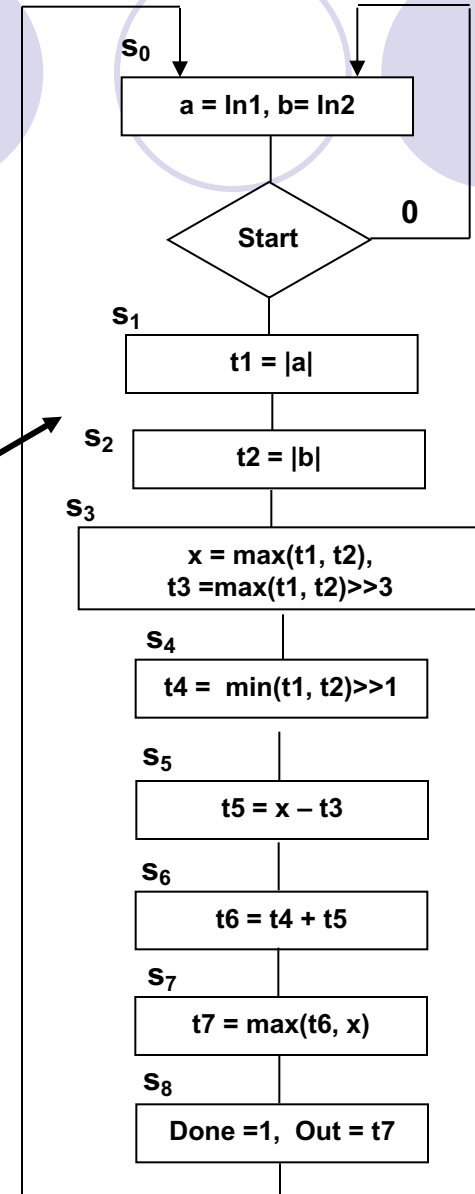 s₀
a = In1, b= In2
Start
0
s₁
t1 = |a|
s₂
t2 = |b|
s₃
x = max(t1, t2),
t3 =max(t1, t2)>>3
s₄
t4 = min(t1, t2)>>1
s₅
t5 = x – t3
s₆
t6 = t4 + t5
s₇
t7 = max(t6, x)
s₈
Done =1, Out = t7